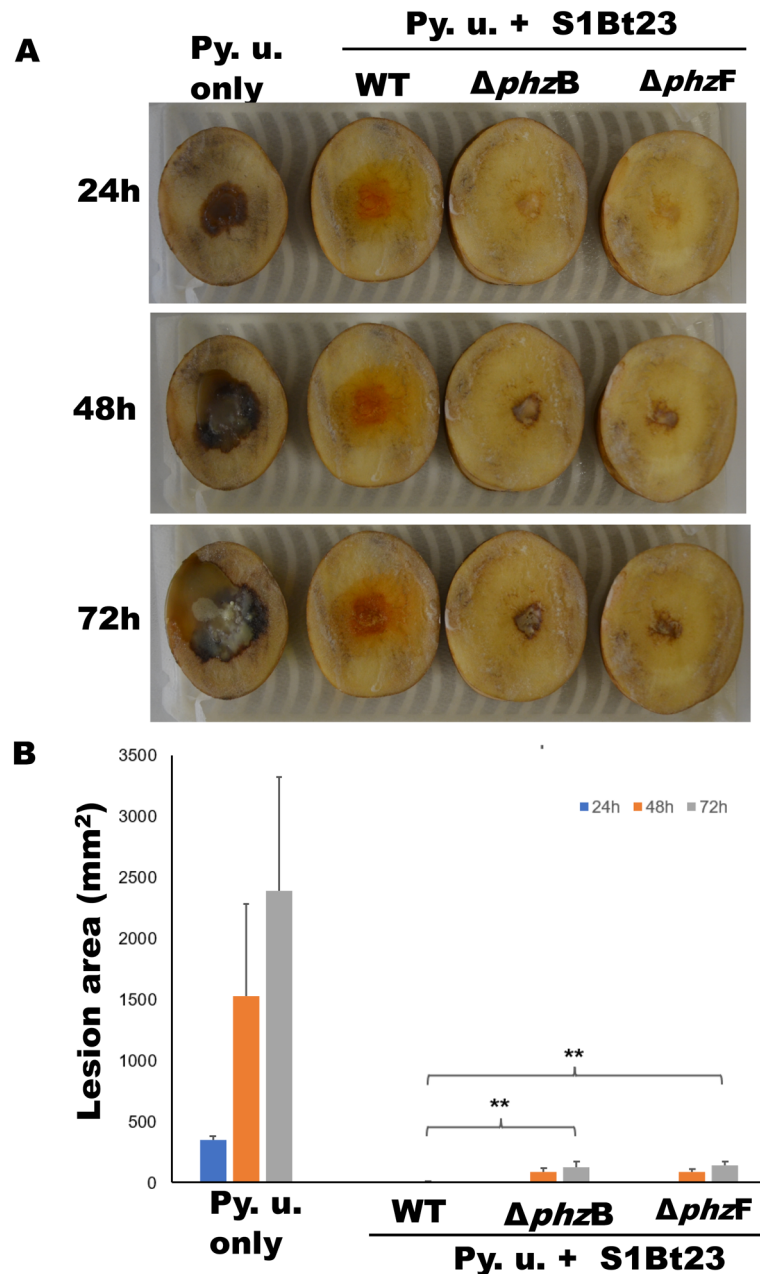 A
Py. u.
only
Py. u. + S1Bt23
WT ΔphzB ΔphzF
24h
48h
72h
B
Lesion area (mm²)
3500
3000
2500
2000
1500
1000
500
0
24h 48h 72h
**
**
Py. u.
only
WT ΔphzB ΔphzF
Py. u. + S1Bt23